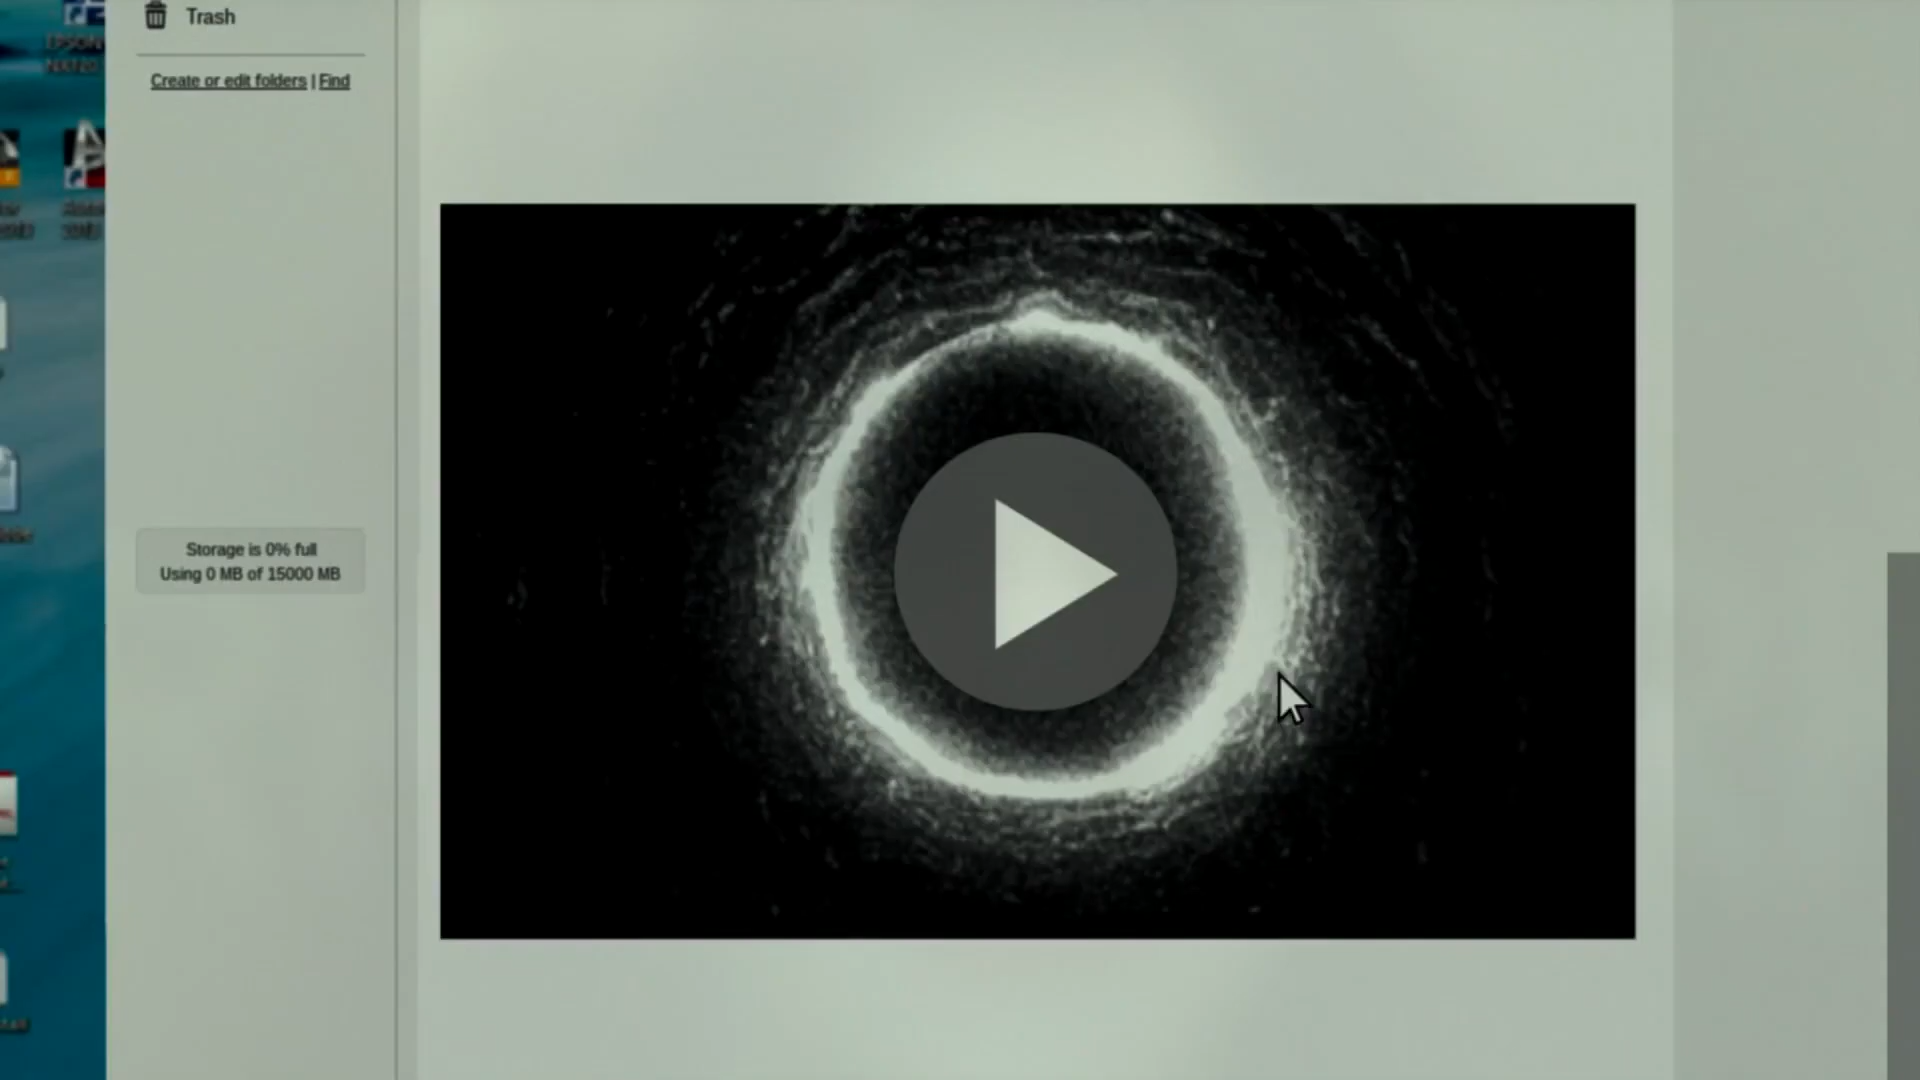 Trash
Create or edit folders | Find
Storage is 0% full
Using 0 MB of 15000 MB